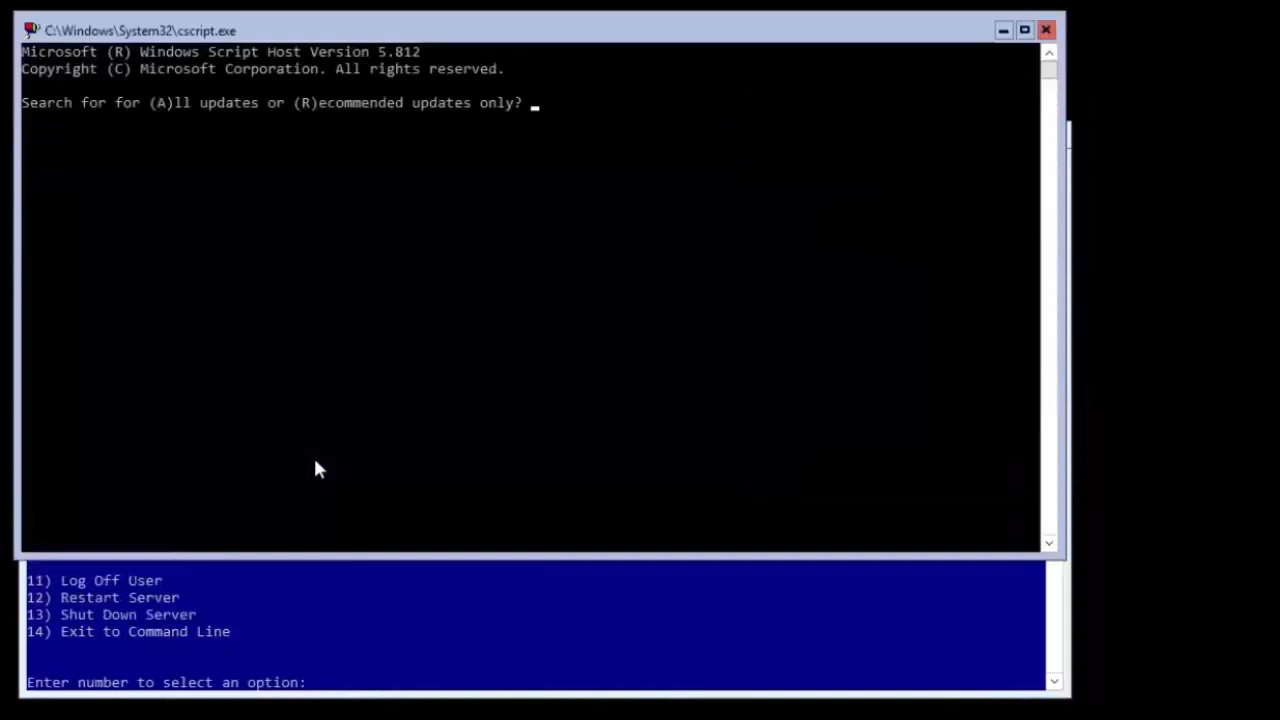 C:\Windows\System32\cscript.exe
Microsoft (R) Windows Script Host Version 5.812
Copyright (C) Microsoft Corporation. All rights reserved.
Search for for (A)ll updates or (R)ecommended updates only?
11) Log Off User
12) Restart Server
13) Shut Down Server
14) Exit to Command Line
Enter number to select an option: